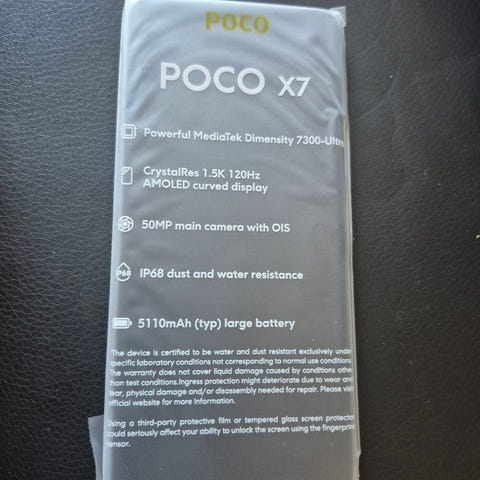 POCO
POCO X7
Powerful MediaTek Dimensity 7300-Ultra
CrystalRes 1.5K 120Hz
AMOLED curved display
50MP main camera with OIS
IP68
IP68 dust and water resistance
5110mAh (typ) large battery
*The device is certified to be water and dust resistant exclusively under
specific laboratory conditions not corresponding to normal use conditions.
The warranty does not cover liquid damage caused by conditions other
than test conditions.Ingress protection might deteriorate due to wear and
tear, physical damage and/or disassembly needed for repair. Please visit
official website for more information.
Using a third-party protective film or tempered glass screen protector
could seriously affect your ability to unlock the screen using the fingerprint
sensor.